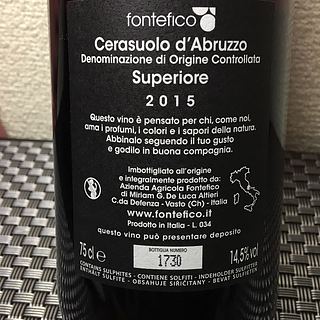 fontefico
Cerasuolo d'Abruzzo
Denominazione di Origine Controllata
Superiore
2015
Questo vino è pensato per chi, come noi,
ama i profumi, i colori e i sapori della natura.
Abbinalo seguendo il tuo gusto
e godilo in buona compagnia.
Imbottigliato all'origine
e integralmente prodotto da:
Azienda Agricola Fontefico
di Miriam G. De Luca Altieri
C.da Defenza - Vasto (Ch) - Italia
www.fontefico.it
Prodotto in Italia - L. 034
questo vino può presentare deposito
75 cl e
BOTTIGLIA NUMERO
1730
14,5% vol
CONTAINS SULPHITES - CONTIENE SOLFITI - INDEHOLDER SULFITTER
ENTHÄLT SULFITE - OBSAHUJE SIŘIČITANY - BEVAT SULFIETEN